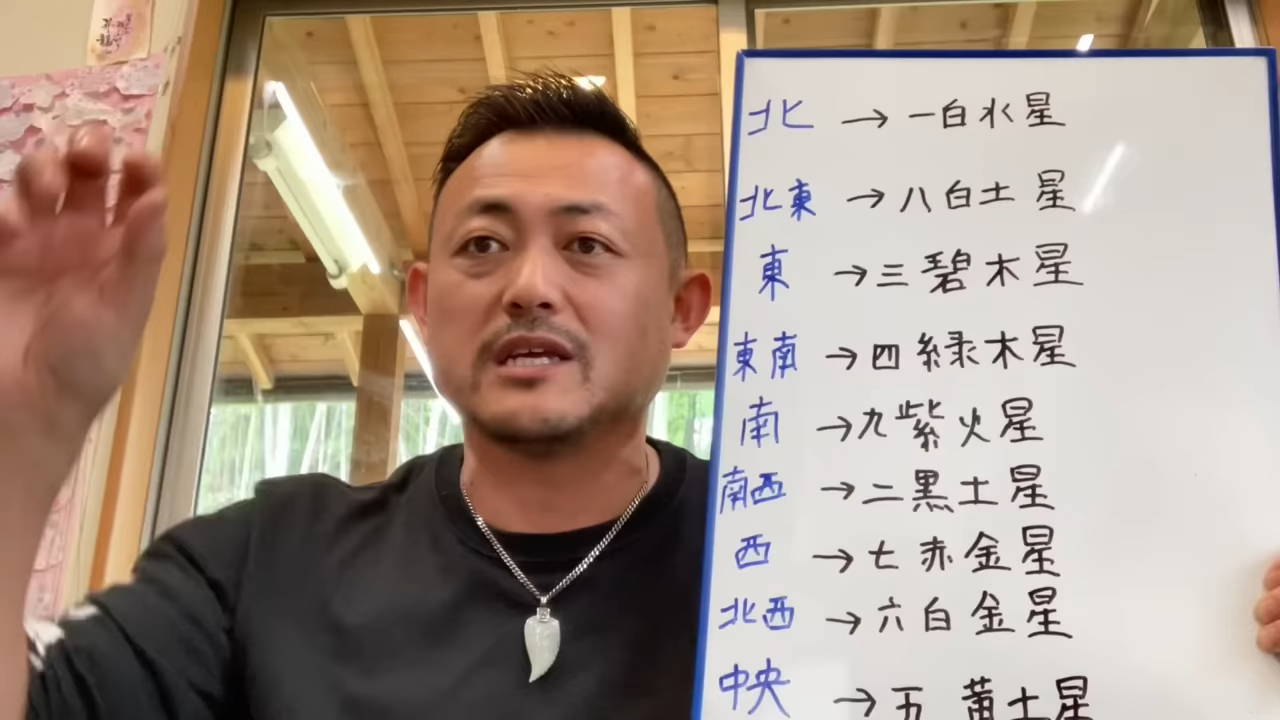 北 → 一白水星
北東 → 八白土星
東 → 三碧木星
東南 → 四緑木星
南 → 九紫火星
南西 → 二黒土星
西 → 七赤金星
北西 → 六白金星
中央 → 五黄土星